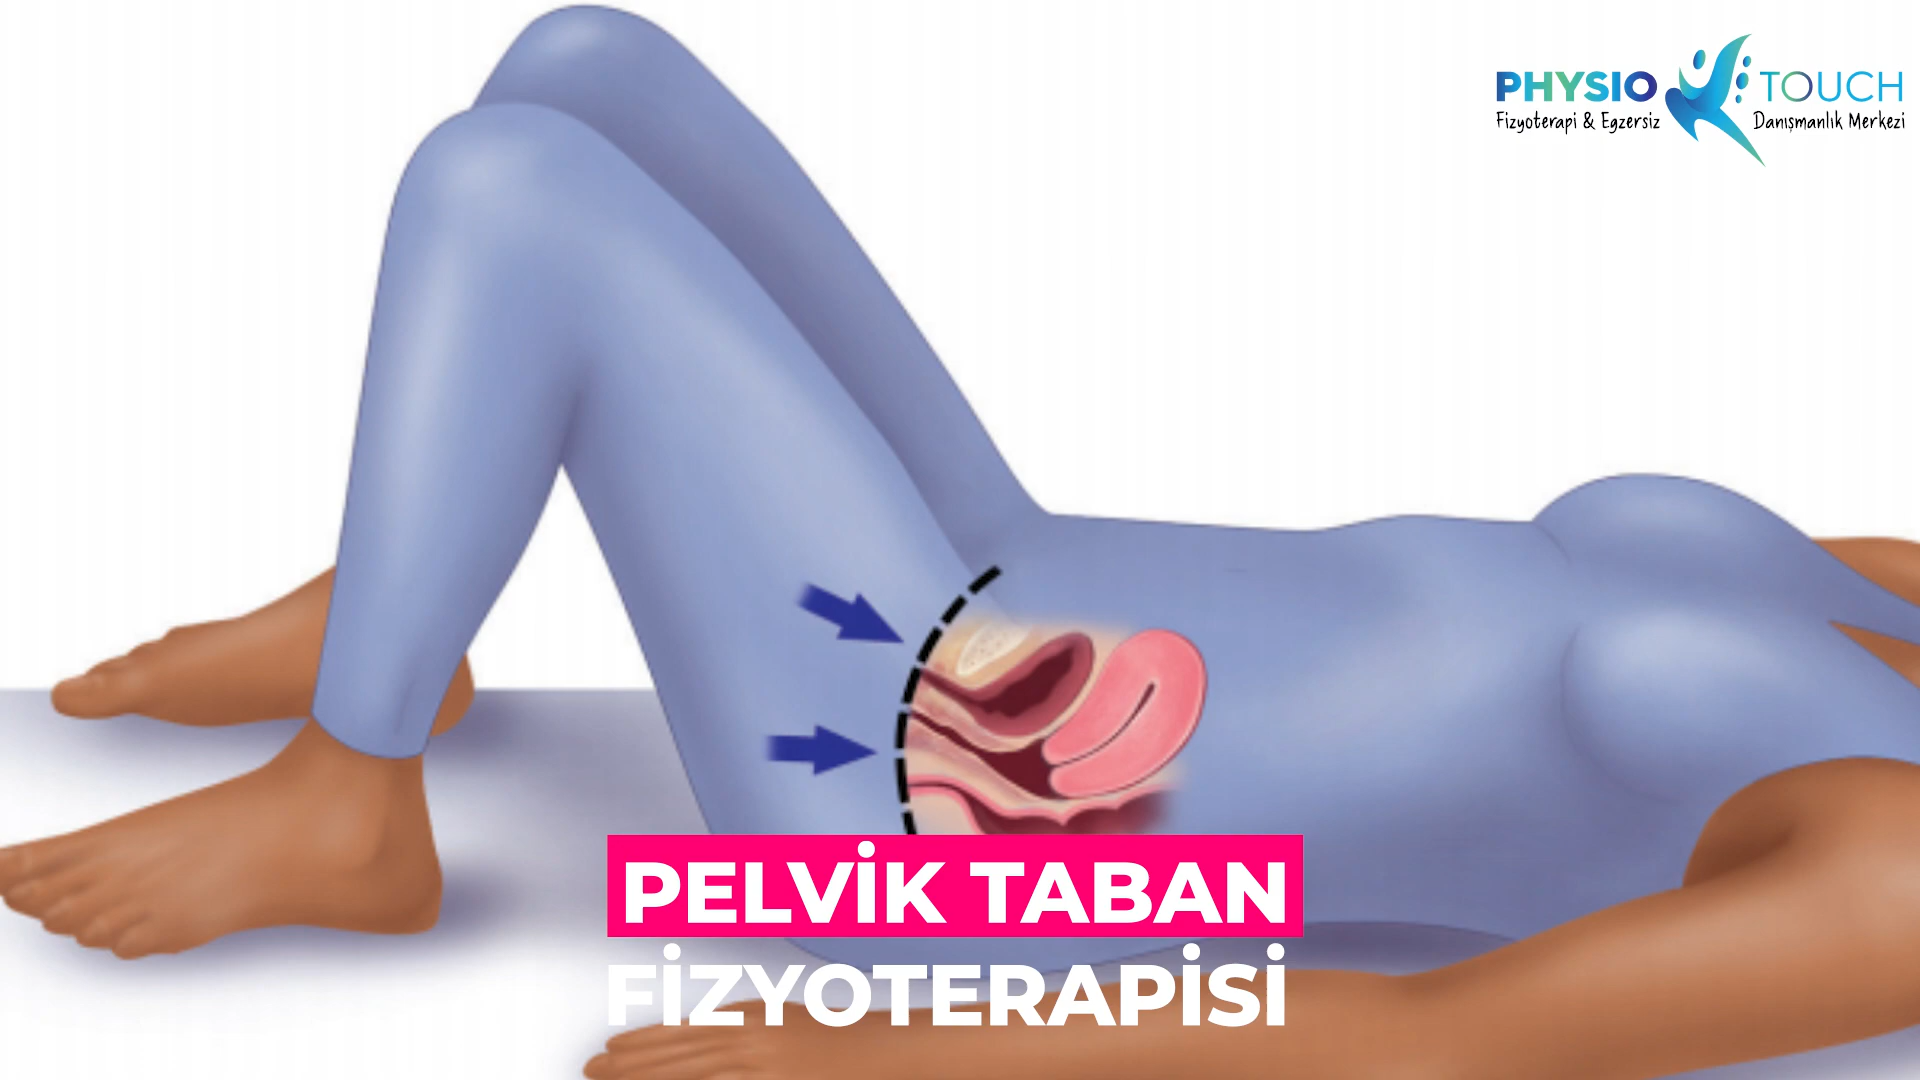 PHYSIO TOUCH
Fizyoterapi & Egzersiz Danışmanlık Merkezi
PELVİK TABAN
FİZYOTERAPİSİ